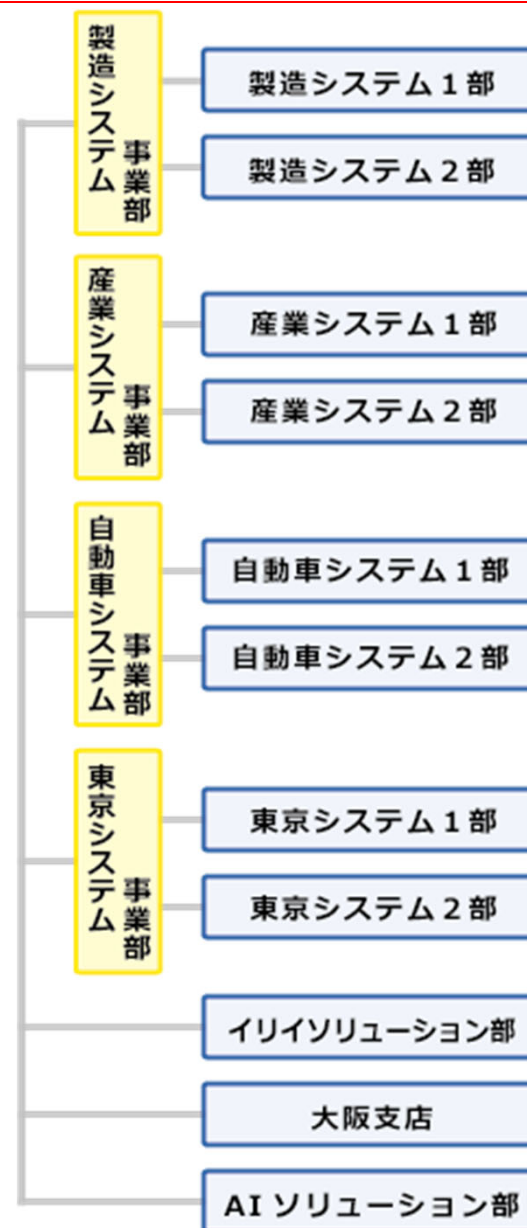 製造システム
事業部
製造システム1部
製造システム2部
産業システム
事業部
産業システム1部
産業システム2部
自動車システム
事業部
自動車システム1部
自動車システム2部
東京システム
事業部
東京システム1部
東京システム2部
イリイソリューション部
大阪支店
AIソリューション部